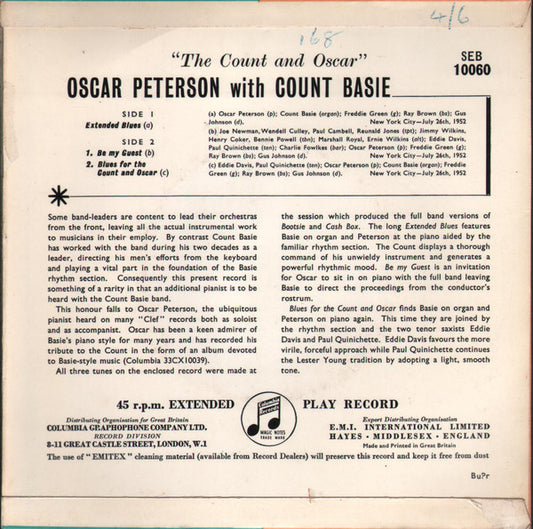 4/6
168
"The Count and Oscar"
SEB
10060
OSCAR PETERSON with COUNT BASIE
SIDE 1
Extended Blues (a)
SIDE 2
1. Be my Guest (b)
2. Blues for the
Count and Oscar (c)
(a) Oscar Peterson (p); Count Basie (organ); Freddie Green (g); Ray Brown (bs); Gus
Johnson (d). New York City—July 26th, 1952
(b) Joe Newman, Wendell Culley, Paul Cambell, Reunald Jones (tpt); Jimmy Wilkins,
Henry Coker, Bennie Powell (tbn); Marshall Royal, Ernie Wilkins (alt); Eddie Davis,
Paul Quinichette (ten); Charlie Fowlkes (bar); Oscar Peterson (p); Freddie Green (g);
Ray Brown (bs); Gus Johnson (d). New York City—July 26th, 1952
(c) Eddie Davis, Paul Quinichette (ten); Oscar Peterson (p); Count Basie (organ); Freddie
Green (g); Ray Brown (bs); Gus Johnson (d). New York City—July 26th, 1952
Some band-leaders are content to lead their orchestras
from the front, leaving all the actual instrumental work
to musicians in their employ. By contrast Count Basie
has worked with the band during his two decades as a
leader, directing his men's efforts from the keyboard
and playing a vital part in the foundation of the Basie
rhythm section. Consequently this present record is
something of a rarity in that an additional pianist is to be
heard with the Count Basie band.
This honour falls to Oscar Peterson, the ubiquitous
pianist heard on many "Clef" records both as soloist
and as accompanist. Oscar has been a keen admirer of
Basie's piano style for many years and has recorded his
tribute to the Count in the form of an album devoted
to Basie-style music (Columbia 33CX10039).
All three tunes on the enclosed record were made at
the session which produced the full band versions of
Bootsie and Cash Box. The long Extended Blues features
Basie on organ and Peterson at the piano aided by the
familiar rhythm section. The Count displays a thorough
command of his unwieldy instrument and generates a
powerful rhythmic mood. Be my Guest is an invitation
for Oscar to sit in on piano with the full band leaving
Basie to direct the proceedings from the conductor's
rostrum.
Blues for the Count and Oscar finds Basie on organ and
Peterson on piano again. This time they are joined by
the rhythm section and the two tenor saxists Eddie
Davis and Paul Quinichette. Eddie Davis favours the more
virile, forceful approach while Paul Quinichette continues
the Lester Young tradition by adopting a light, smooth
tone.
45 r.p.m. EXTENDED PLAY RECORD
Columbia
Records
MAGIC NOTES
TRADE MARK
Distributing Organisation for Great Britain
COLUMBIA GRAPHOPHONE COMPANY LTD.
RECORD DIVISION
8-11 GREAT CASTLE STREET, LONDON, W.1
Export Distributing Organisation
E.M.I. INTERNATIONAL LIMITED
HAYES • MIDDLESEX • ENGLAND
Made and Printed in Great Britain
The use of "EMITEX" cleaning material (available from Record Dealers) will preserve this record and keep it free from dust
Bu?r